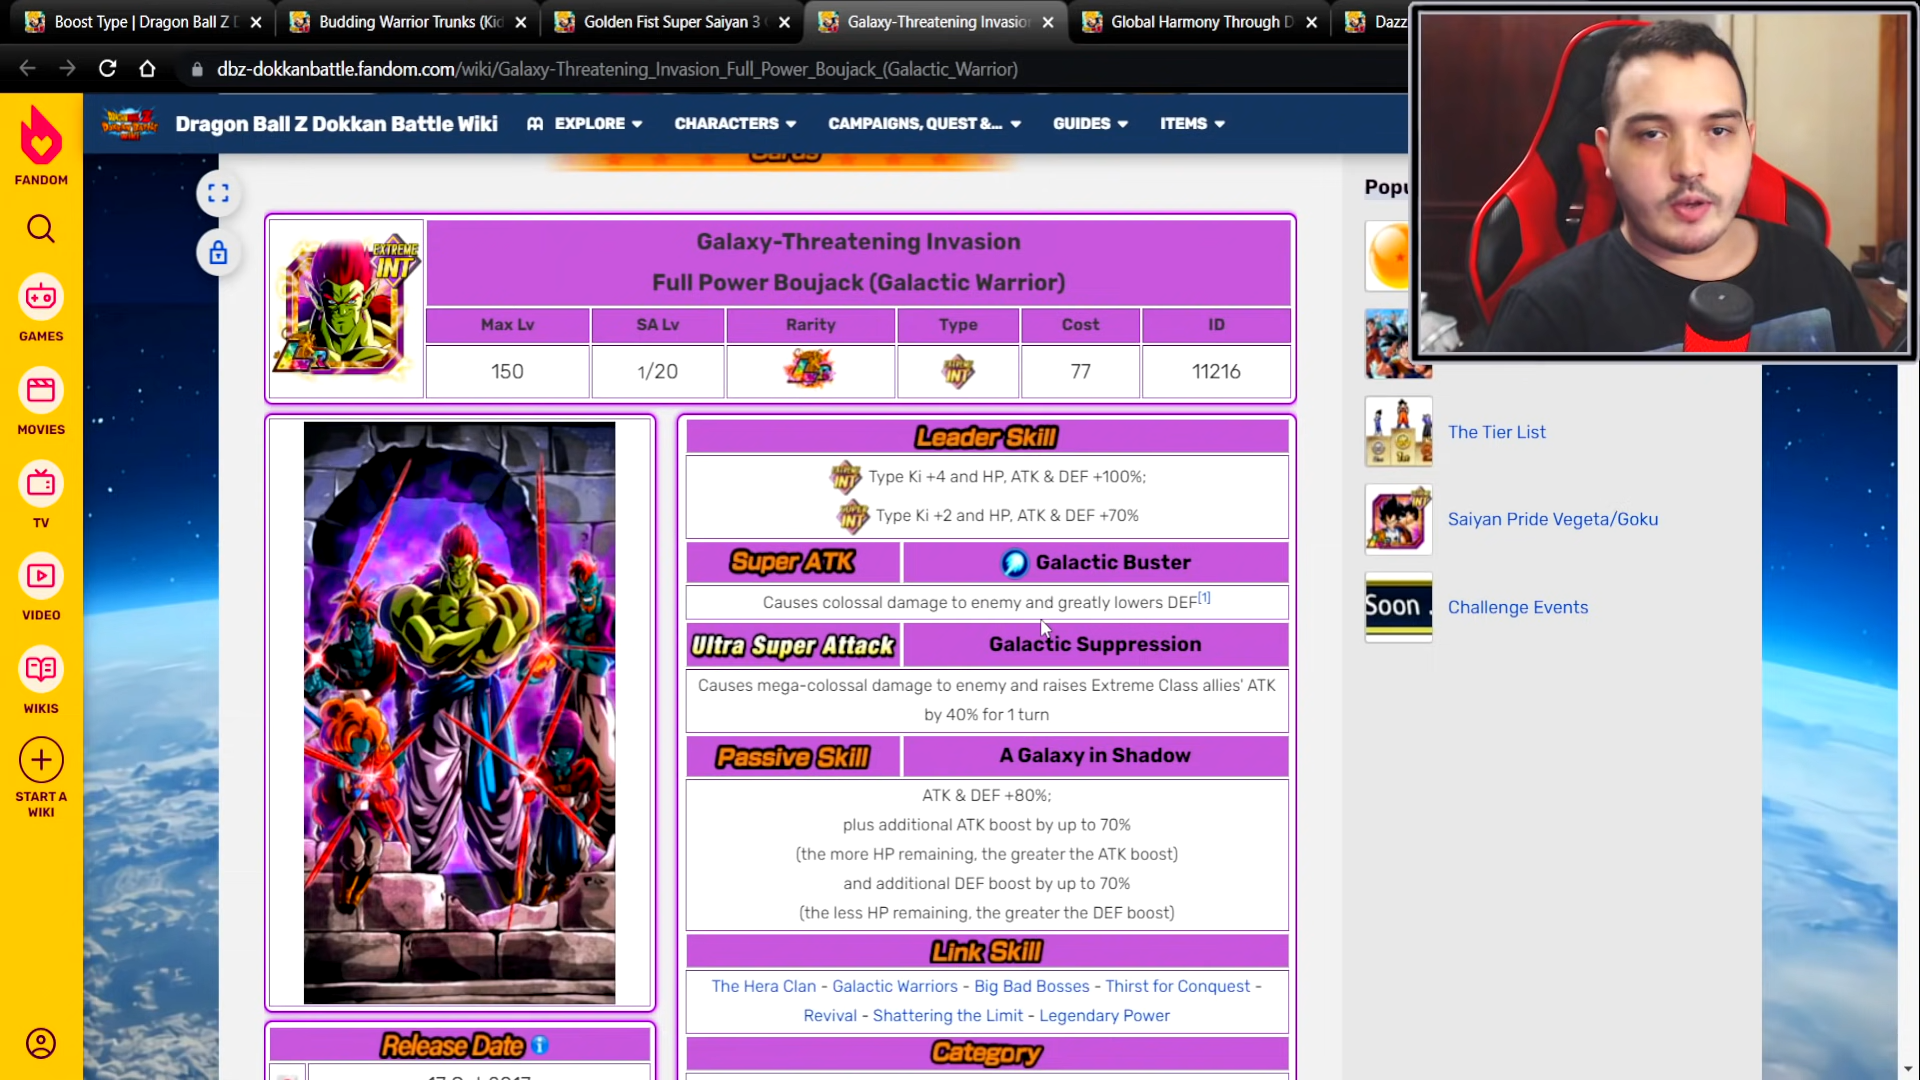 Boost Type | Dragon Ball Z D
Budding Warrior Trunks (Kid
Golden Fist Super Saiyan 3
Galaxy-Threatening Invasion
Global Harmony Through D
Dazz
dbz-dokkanbattle.fandom.com/wiki/Galaxy-Threatening_Invasion_Full_Power_Boujack_(Galactic_Warrior)
FANDOM
GAMES
MOVIES
TV
VIDEO
WIKIS
START A
WIKI
Dragon Ball Z Dokkan Battle Wiki
EXPLORE
CHARACTERS
CAMPAIGNS, QUEST &...
GUIDES
ITEMS
Cards
EXTREME
INT
LR
Galaxy-Threatening Invasion
Full Power Boujack (Galactic Warrior)
Max Lv
SA Lv
Rarity
Type
Cost
ID
150
1/20
LR
77
11216
Leader Skill
Type Ki +4 and HP, ATK & DEF +100%;
Type Ki +2 and HP, ATK & DEF +70%
Super ATK
Galactic Buster
Causes colossal damage to enemy and greatly lowers DEF[1]
Ultra Super Attack
Galactic Suppression
Causes mega-colossal damage to enemy and raises Extreme Class allies' ATK
by 40% for 1 turn
Passive Skill
A Galaxy in Shadow
ATK & DEF +80%;
plus additional ATK boost by up to 70%
(the more HP remaining, the greater the ATK boost)
and additional DEF boost by up to 70%
(the less HP remaining, the greater the DEF boost)
Link Skill
The Hera Clan - Galactic Warriors - Big Bad Bosses - Thirst for Conquest -
Revival - Shattering the Limit - Legendary Power
Category
Release Date
Popu
The Tier List
Saiyan Pride Vegeta/Goku
Soon .
Challenge Events